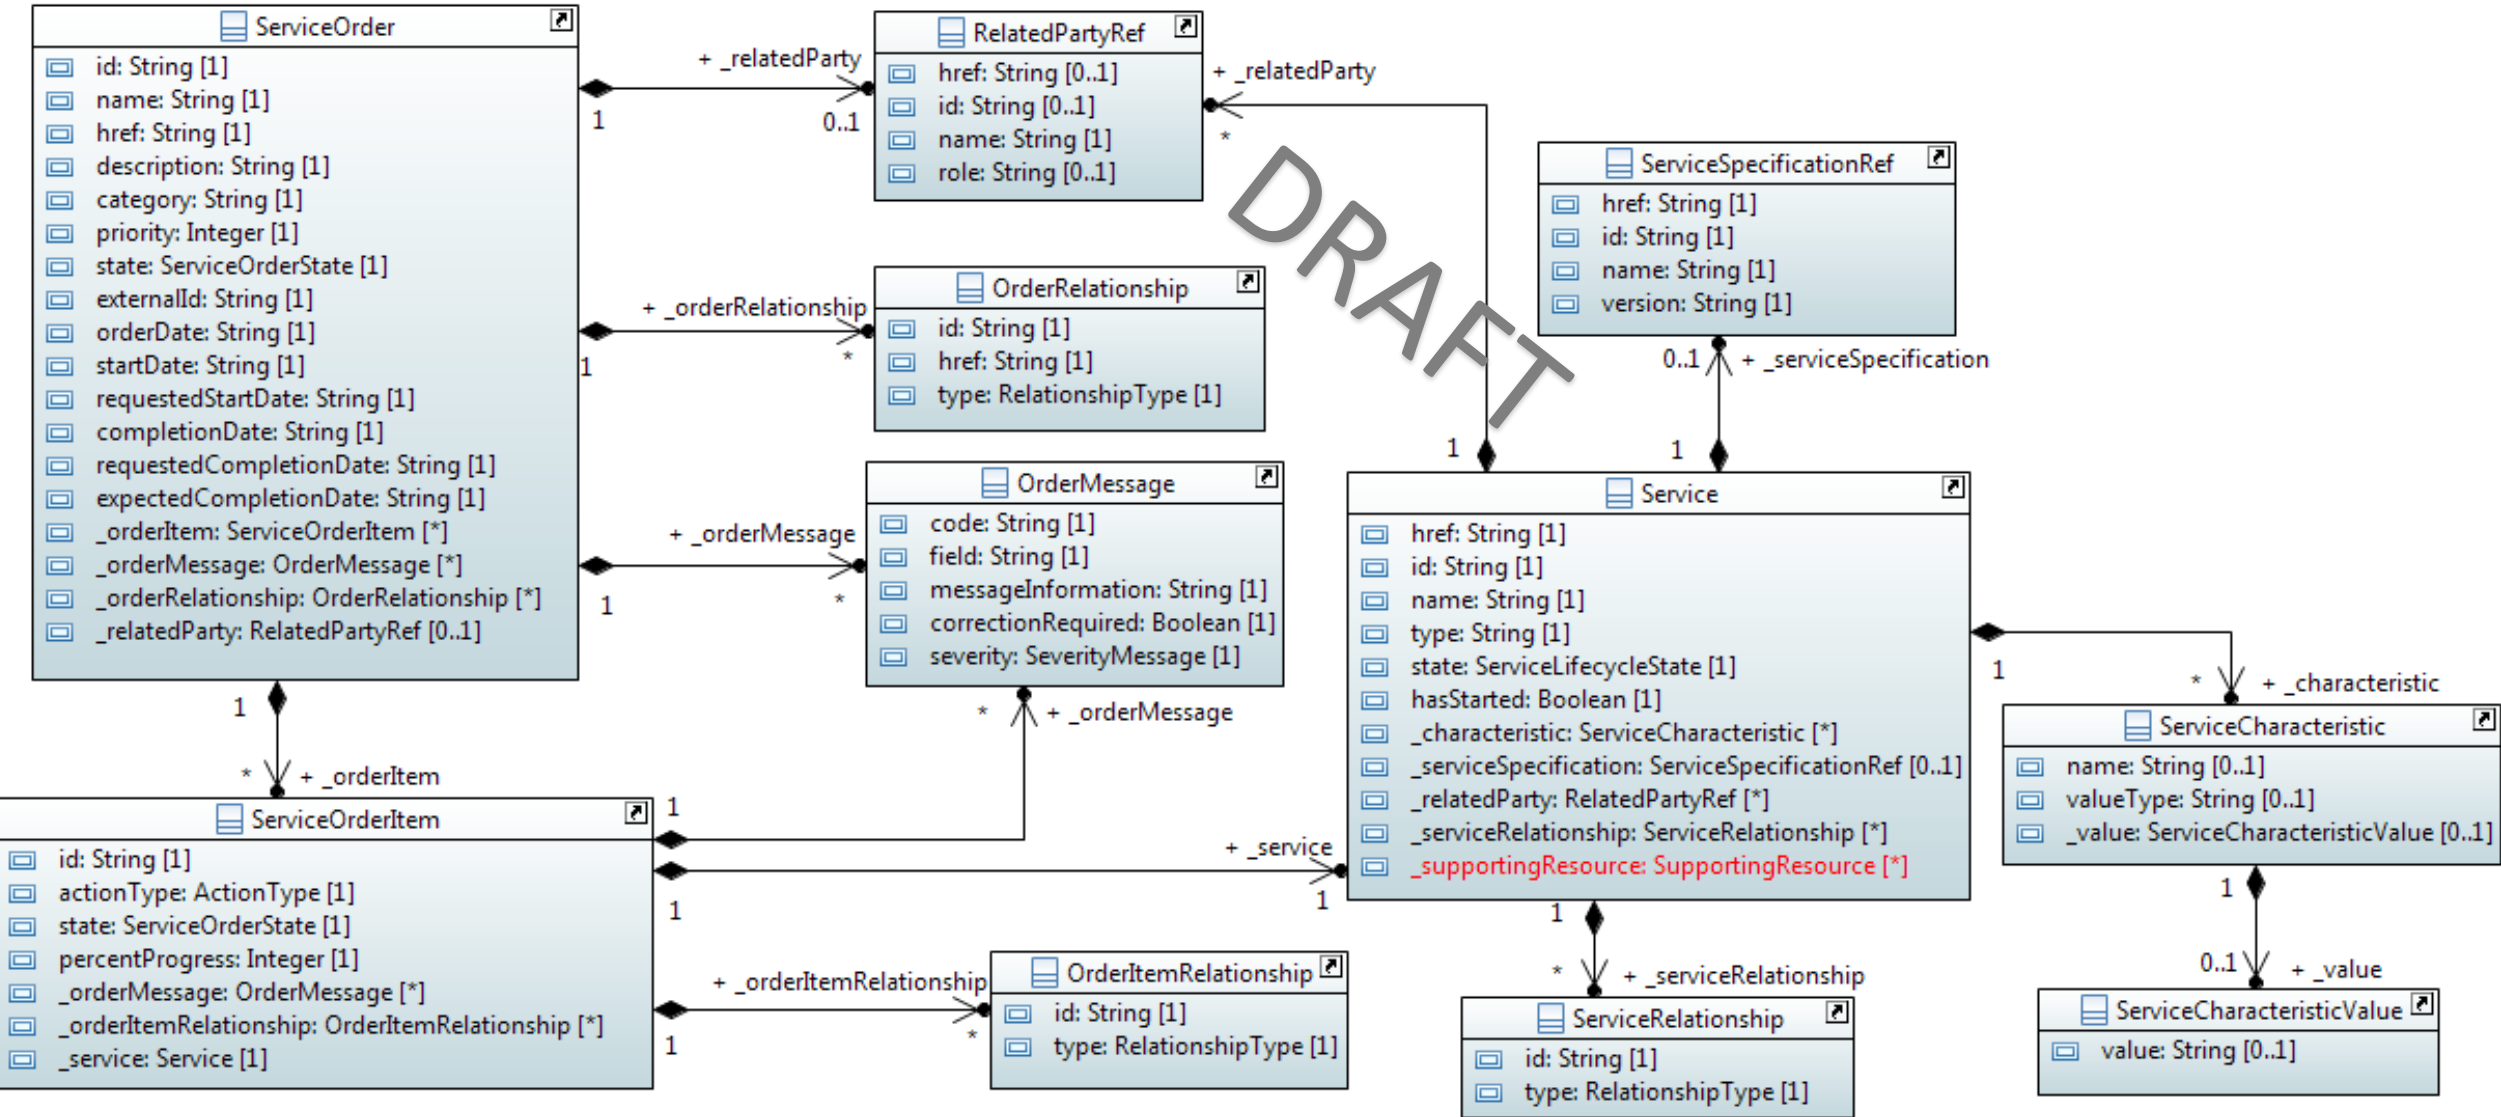 ServiceOrder
id: String [1]
name: String [1]
href: String [1]
description: String [1]
category: String [1]
priority: Integer [1]
state: ServiceOrderState [1]
externalId: String [1]
orderDate: String [1]
startDate: String [1]
requestedStartDate: String [1]
completionDate: String [1]
requestedCompletionDate: String [1]
expectedCompletionDate: String [1]
_orderItem: ServiceOrderItem [*]
_orderMessage: OrderMessage [*]
_orderRelationship: OrderRelationship [*]
_relatedParty: RelatedPartyRef [0..1]
+ _relatedParty
1
0..1
RelatedPartyRef
href: String [0..1]
id: String [0..1]
name: String [1]
role: String [0..1]
+ _relatedParty
*
DRAFT
ServiceSpecificationRef
href: String [1]
id: String [1]
name: String [1]
version: String [1]
0..1
+ _serviceSpecification
1
1
+ _orderRelationship
1
*
OrderRelationship
id: String [1]
href: String [1]
type: RelationshipType [1]
+ _orderMessage
1
*
OrderMessage
code: String [1]
field: String [1]
messageInformation: String [1]
correctionRequired: Boolean [1]
severity: SeverityMessage [1]
*
+ _orderMessage
Service
href: String [1]
id: String [1]
name: String [1]
type: String [1]
state: ServiceLifecycleState [1]
hasStarted: Boolean [1]
_characteristic: ServiceCharacteristic [*]
_serviceSpecification: ServiceSpecificationRef [0..1]
_relatedParty: RelatedPartyRef [*]
_serviceRelationship: ServiceRelationship [*]
_supportingResource: SupportingResource [*]
1
*
+ _characteristic
ServiceCharacteristic
name: String [0..1]
valueType: String [0..1]
_value: ServiceCharacteristicValue [0..1]
1
0..1
+ _value
ServiceCharacteristicValue
value: String [0..1]
1
*
+ _orderItem
ServiceOrderItem
id: String [1]
actionType: ActionType [1]
state: ServiceOrderState [1]
percentProgress: Integer [1]
_orderMessage: OrderMessage [*]
_orderItemRelationship: OrderItemRelationship [*]
_service: Service [1]
1
+ _service
1
1
+ _orderItemRelationship
1
*
OrderItemRelationship
id: String [1]
type: RelationshipType [1]
1
*
+ _serviceRelationship
ServiceRelationship
id: String [1]
type: RelationshipType [1]